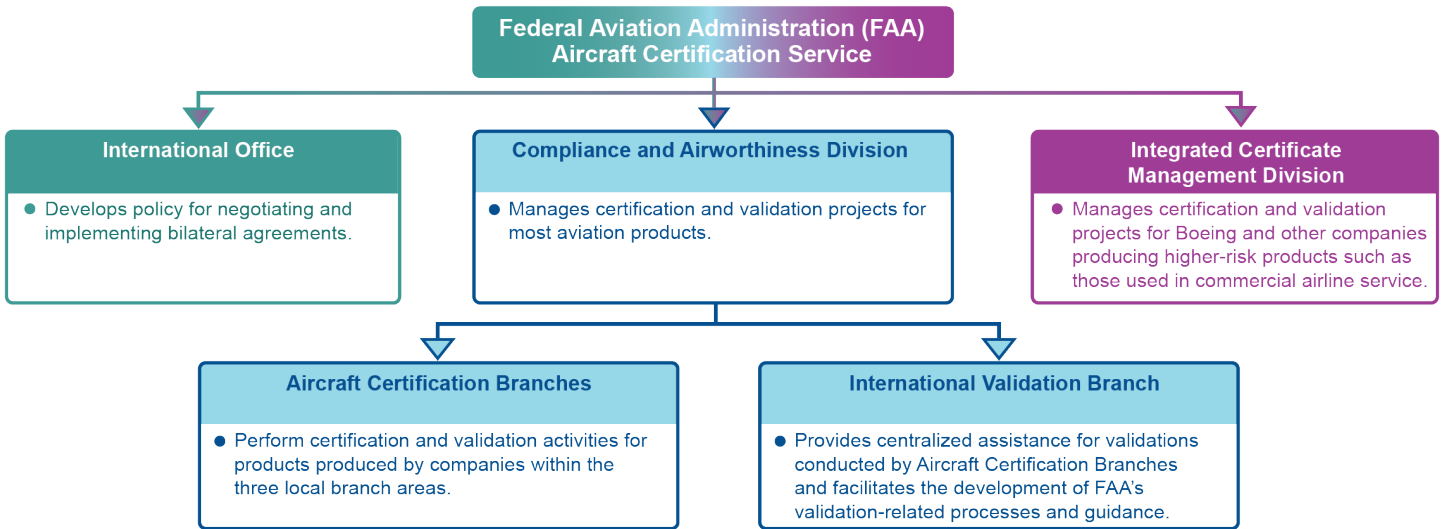 Federal Aviation Administration (FAA)
Aircraft Certification Service
International Office
● Develops policy for negotiating and
implementing bilateral agreements.
Compliance and Airworthiness Division
● Manages certification and validation projects for
most aviation products.
Integrated Certificate
Management Division
● Manages certification and validation
projects for Boeing and other companies
producing higher-risk products such as
those used in commercial airline service.
Aircraft Certification Branches
● Perform certification and validation activities for
products produced by companies within the
three local branch areas.
International Validation Branch
● Provides centralized assistance for validations
conducted by Aircraft Certification Branches
and facilitates the development of FAA’s
validation-related processes and guidance.